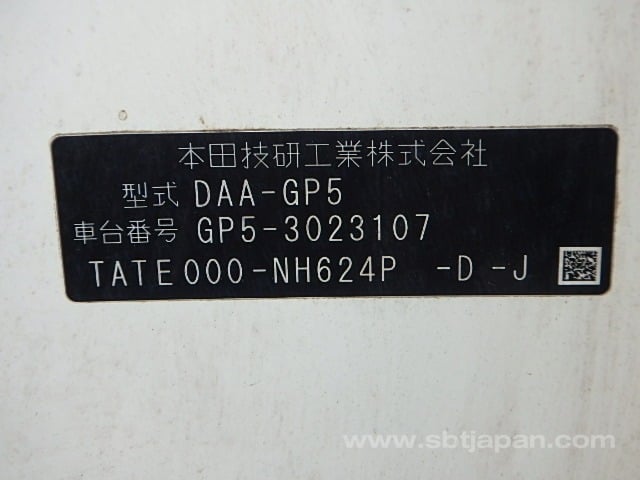 本田技研工業株式会社
型式 DAA-GP5
車台番号 GP5-3023107
TATE000-NH624P -D-J
www.sbtjapan.com